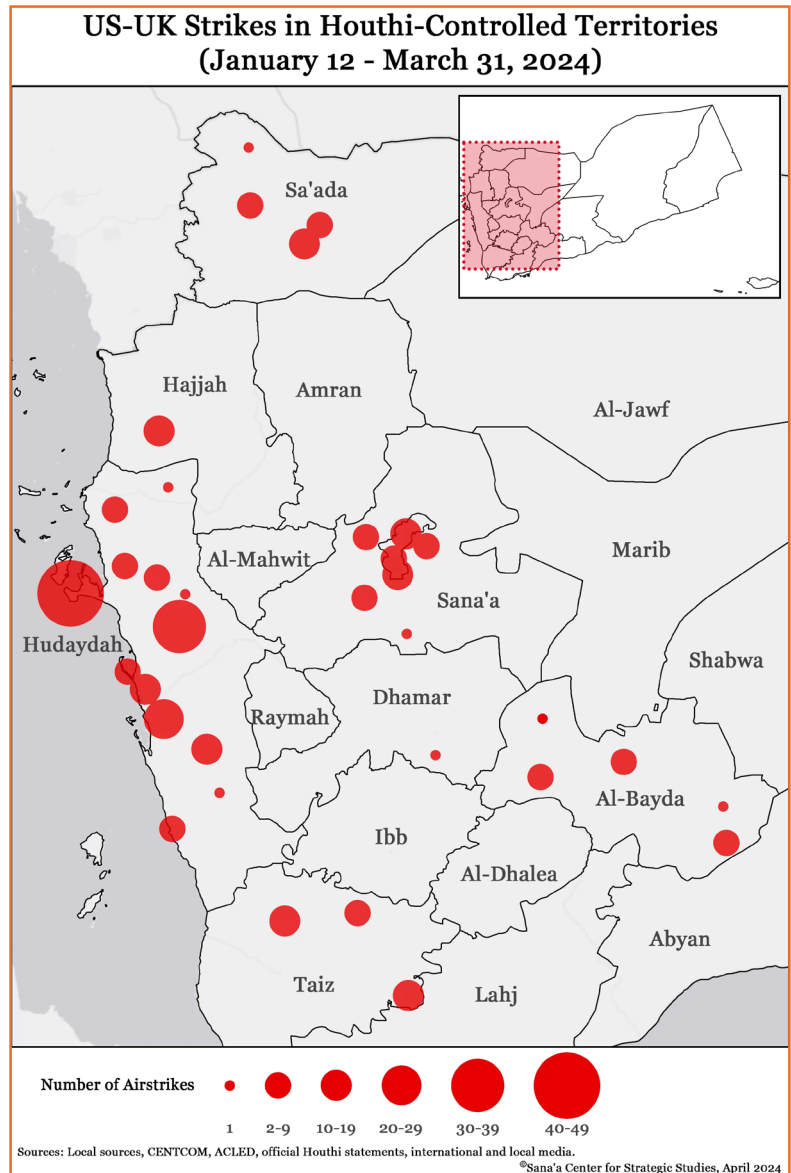 US-UK Strikes in Houthi-Controlled Territories
(January 12 - March 31, 2024)
Sa'ada
Hajjah
Amran
Al-Jawf
Al-Mahwit
Marib
Sana'a
Hudaydah
Shabwa
Dhamar
Raymah
Al-Bayda
Ibb
Al-Dhalea
Abyan
Taiz
Lahj
Number of Airstrikes
1
2-9
10-19
20-29
30-39
40-49
Sources: Local sources, CENTCOM, ACLED, official Houthi statements, international and local media.
©Sana'a Center for Strategic Studies, April 2024